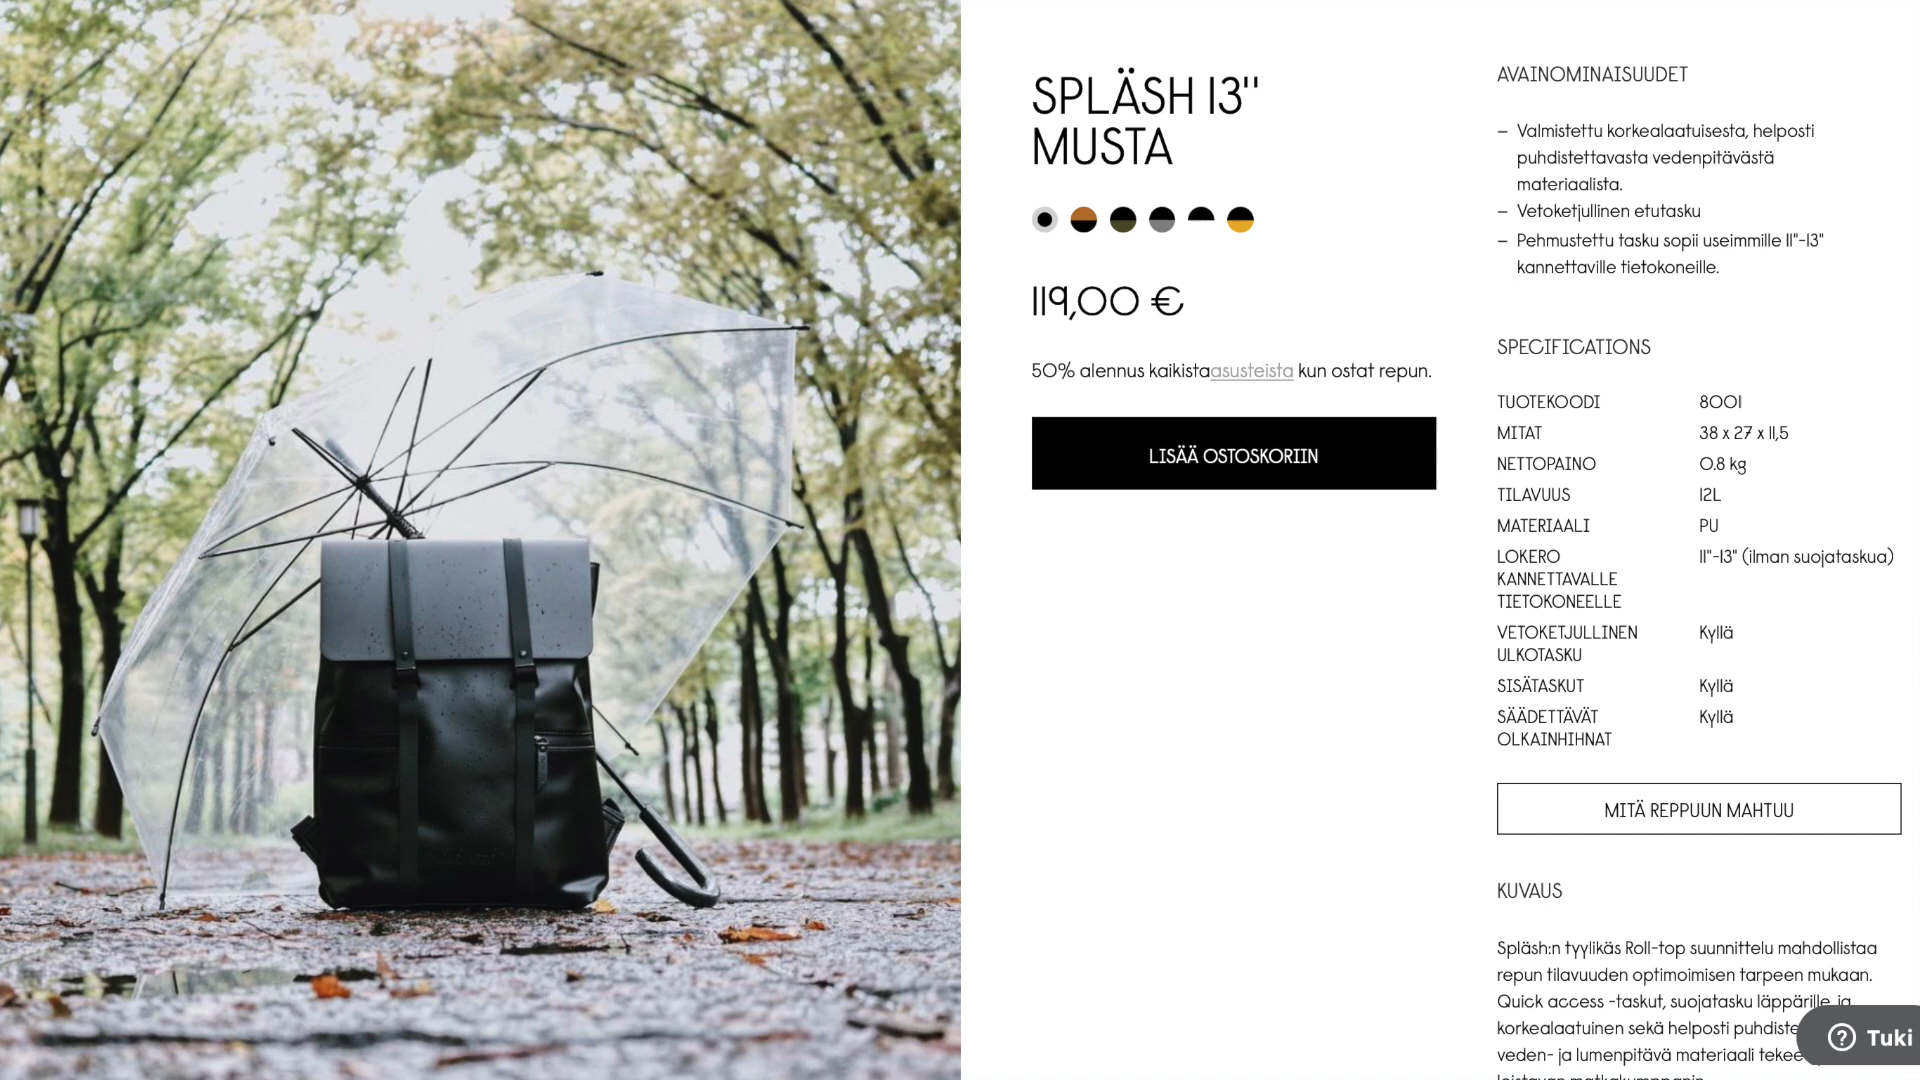 SPLÄSH 13"
MUSTA
119,00 €
50% alennus kaikistaasusteista kun ostat repun.
LISÄÄ OSTOSKORIIN
AVAINOMINAISUUDET
– Valmistettu korkealaatuisesta, helposti
puhdistettavasta vedenpitävästä
materiaalista.
– Vetoketjullinen etutasku
– Pehmustettu tasku sopii useimmille 11"-13"
kannettaville tietokoneille.
SPECIFICATIONS
TUOTEKOODI 8001
MITAT 38 x 27 x 11,5
NETTOPAINO 0.8 kg
TILAVUUS 12L
MATERIAALI PU
LOKERO 11"-13" (ilman suojataskua)
KANNETTAVALLE
TIETOKONEELLE
VETOKETJULLINEN Kyllä
ULKOTASKU
SISÄTASKUT Kyllä
SÄÄDETTÄVÄT Kyllä
OLKAINHIHNAT
MITÄ REPPUUN MAHTUU
KUVAUS
Spläsh:n tyylikäs Roll-top suunnittelu mahdollistaa
repun tilavuuden optimoimisen tarpeen mukaan.
Quick access -taskut, suojatasku läppärille ja
korkealaatuinen sekä helposti
veden- ja lumenpitävä materiaali
Tuki